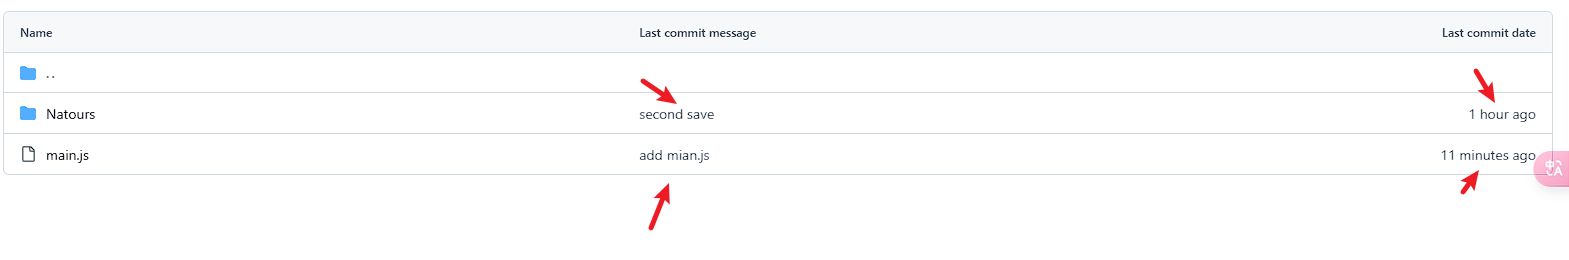 Name Last commit message Last commit date
..
Natours second save 1 hour ago
main.js add mian.js 11 minutes ago